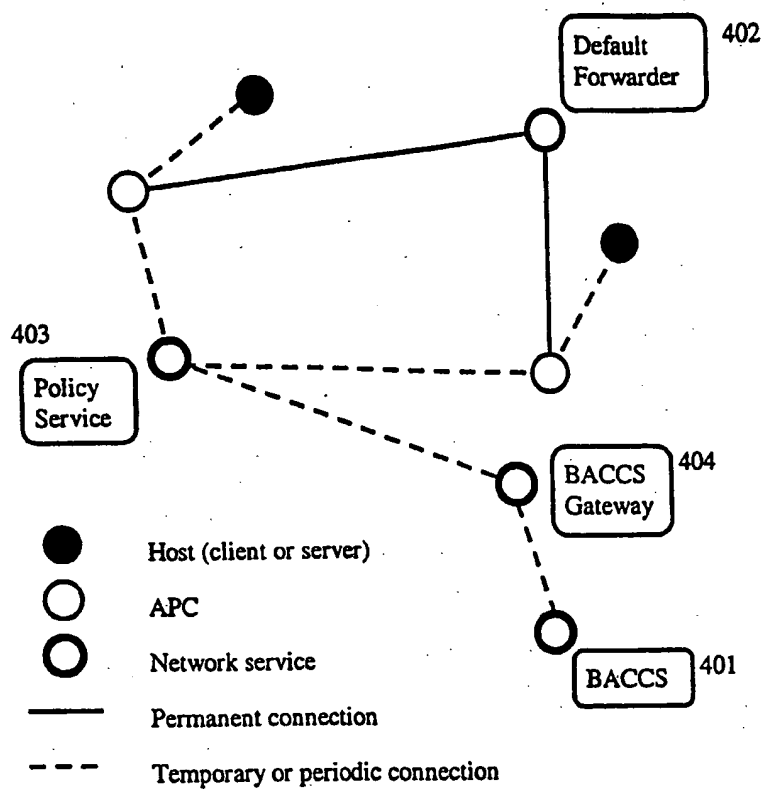 402
Default
Forwarder
403
Policy
Service
BACCS
Gateway
404
BACCS
401
Host (client or server)
APC
Network service
Permanent connection
Temporary or periodic connection